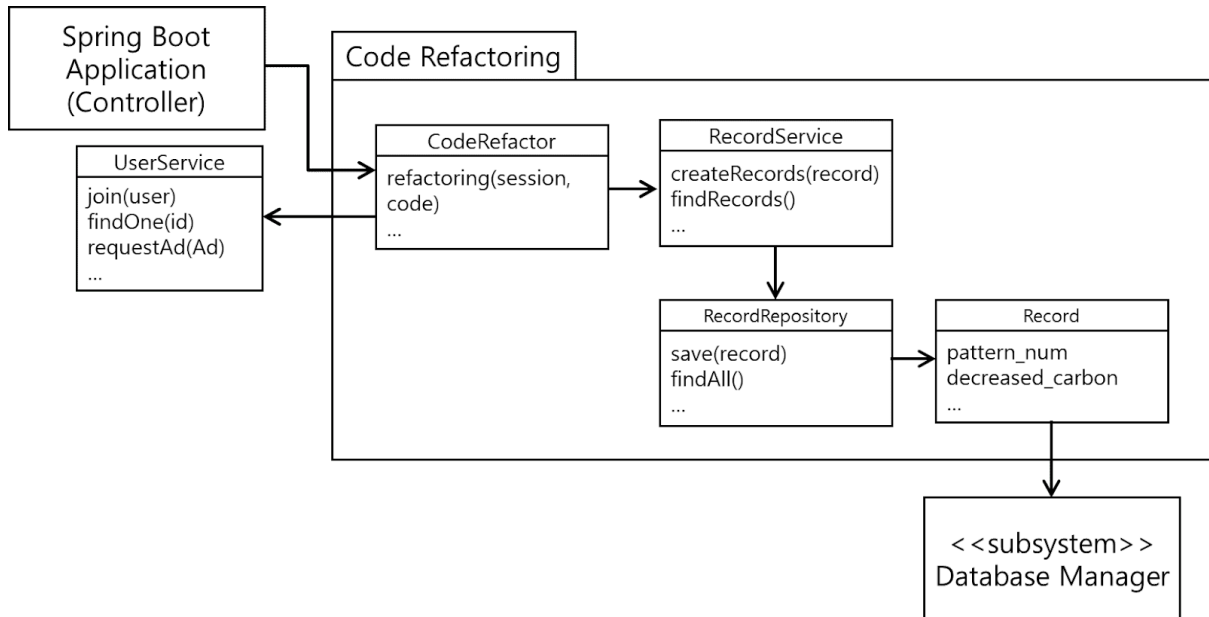 Spring Boot
Application
(Controller)
Code Refactoring
UserService
join(user)
findOne(id)
requestAd(Ad)
...
CodeRefactor
refactoring(session,
code)
...
RecordService
createRecords(record)
findRecords()
...
RecordRepository
save(record)
findAll()
...
Record
pattern_num
decreased_carbon
...
<<subsystem>>
Database Manager